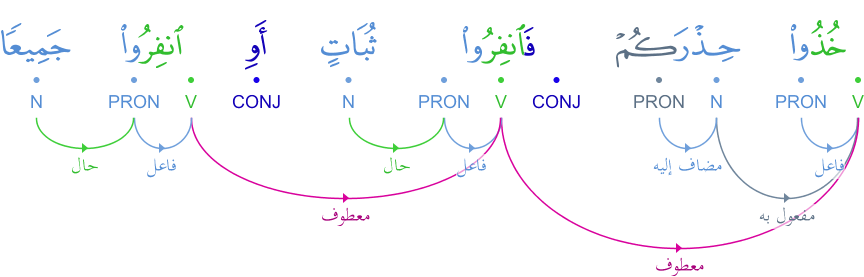 خُذُوا۟ حِذْرَكُمْ فَٱنفِرُوا۟ ثُبَاتٍ أَوِ ٱنفِرُوا۟ جَمِيعًا
V PRON N PRON CONJ V PRON N CONJ V PRON N
فاعل مضاف إليه فاعل حال فاعل حال
مفعول به معطوف
معطوف